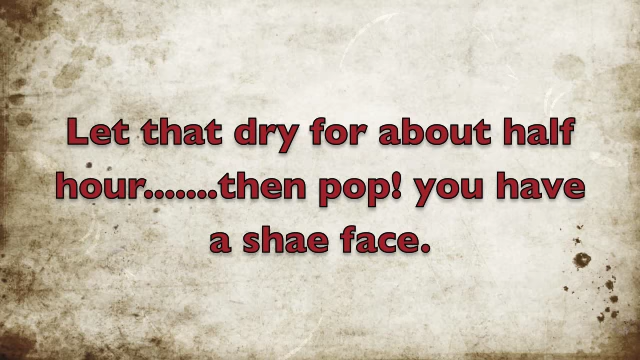 Let that dry for about half
hour.......then pop! you have
a shae face.